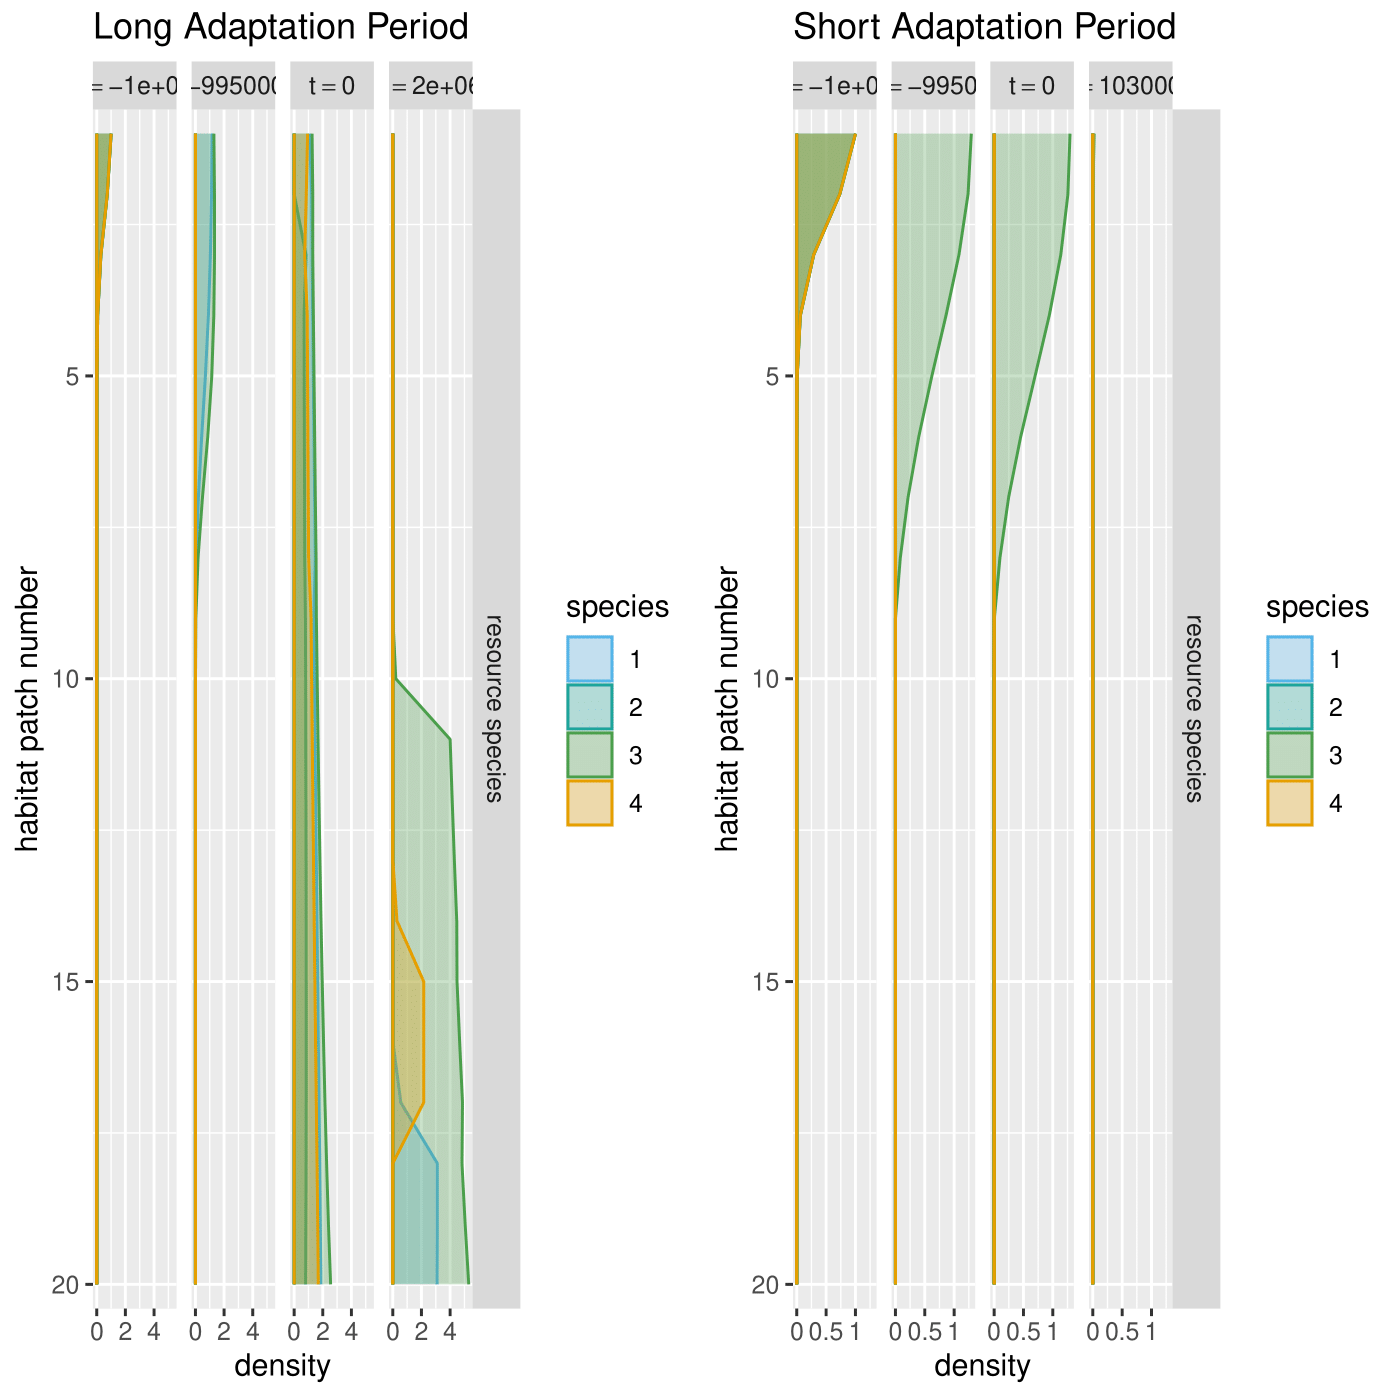 Long Adaptation Period
Short Adaptation Period
= −1e+0
−995000
t = 0
= 2e+06
= −1e+0
= −9950
t = 0
= 103000
habitat patch number
5
10
15
20
resource species
species
1
2
3
4
habitat patch number
5
10
15
20
resource species
species
1
2
3
4
0 2 4
0 2 4
0 2 4
0 2 4
0 0.5 1
0 0.5 1
0 0.5 1
0 0.5 1
density
density